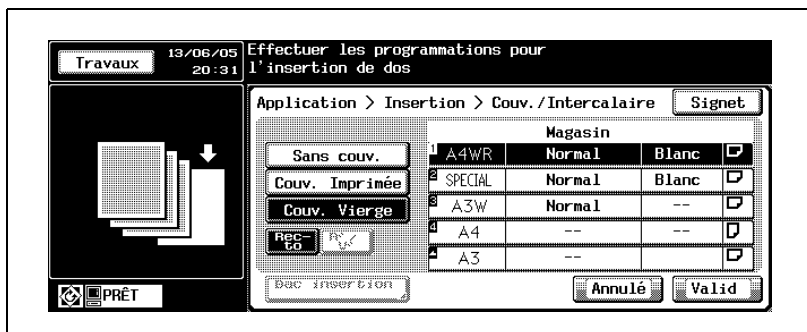 Travaux
13/06/05
20:31
Effectuer les programmations pour
l'insertion de dos
Application > Insertion > Couv./Intercalaire
Signet
Magasin
Sans couv.
Couv. Imprimée
Couv. Vierge
Rec-
to
1 A4WR Normal Blanc
2 SPECIAL Normal Blanc
3 A3W Normal --
4 A4 -- --
A3 -- --
Bac insertion
Annulé
Valid
PRÊT